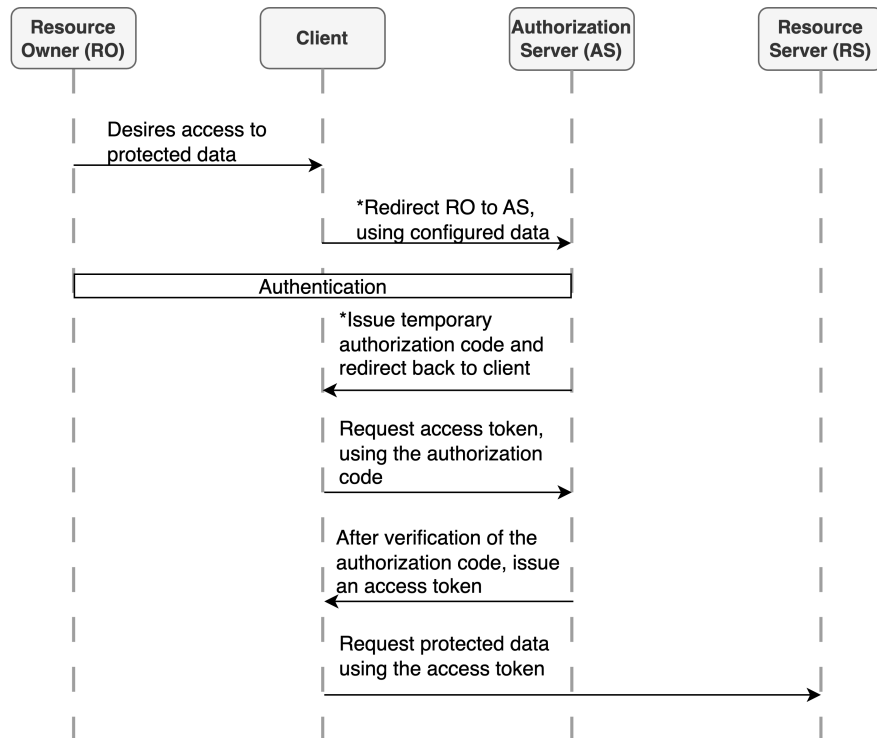 Resource
Owner (RO)
Client
Authorization
Server (AS)
Resource
Server (RS)
Desires access to
protected data
*Redirect RO to AS,
using configured data
Authentication
*Issue temporary
authorization code and
redirect back to client
Request access token,
using the authorization
code
After verification of the
authorization code, issue
an access token
Request protected data
using the access token